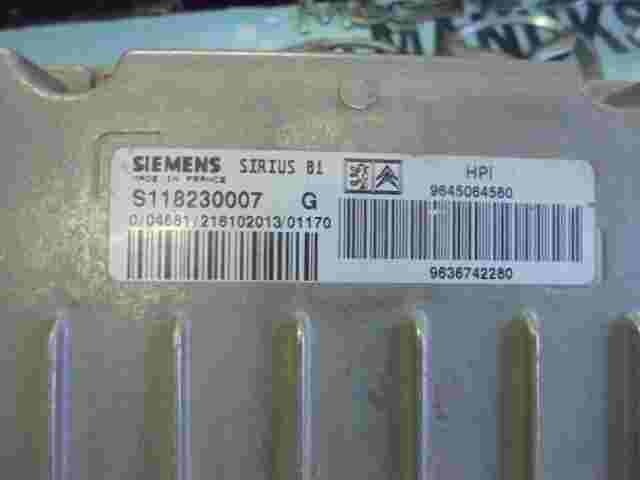 SIEMENS SIRIUS 81
MADE IN FRANCE
S118230007 G
0/04681/216102013/01170
HPI
9645064580
9636742280